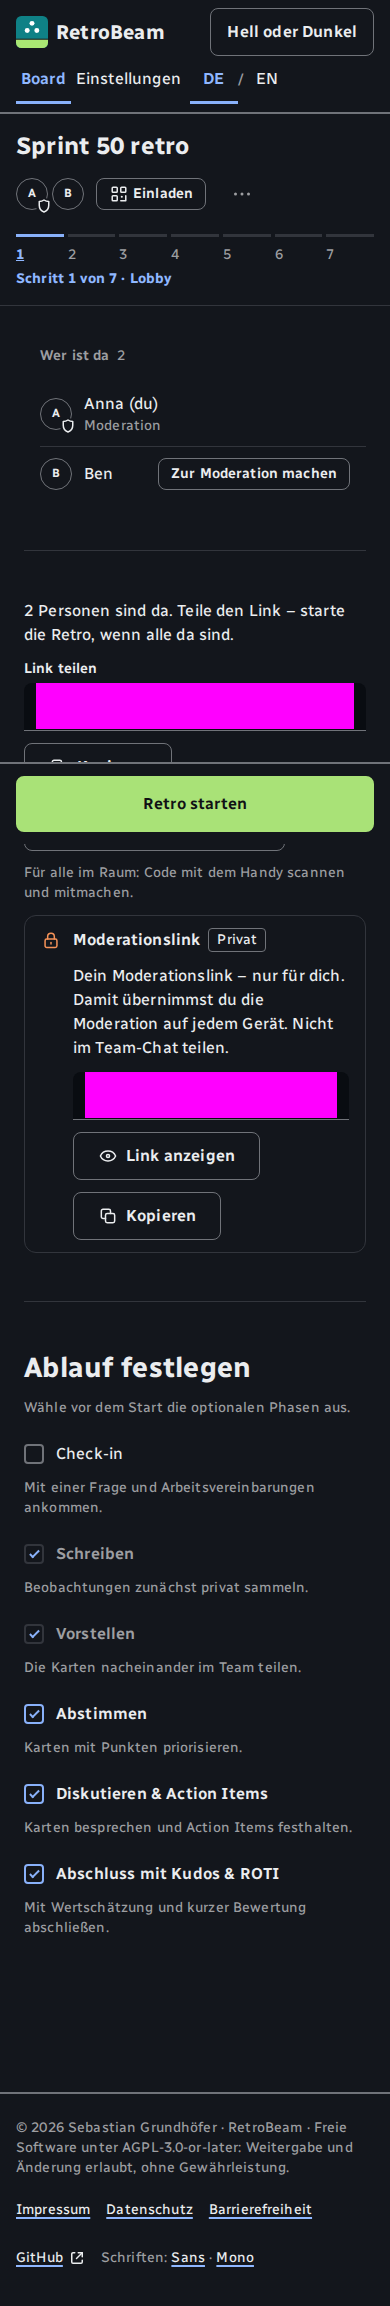 RetroBeam
Hell oder Dunkel
Board Einstellungen DE / EN
Sprint 50 retro
A B Einladen ...
1 2 3 4 5 6 7
Schritt 1 von 7 · Lobby
Wer ist da 2
A Anna (du)
Moderation
B Ben Zur Moderation machen
2 Personen sind da. Teile den Link – starte
die Retro, wenn alle da sind.
Link teilen
Retro starten
Für alle im Raum: Code mit dem Handy scannen
und mitmachen.
Moderationslink Privat
Dein Moderationslink – nur für dich.
Damit übernimmst du die
Moderation auf jedem Gerät. Nicht
im Team-Chat teilen.
Link anzeigen
Kopieren
Ablauf festlegen
Wähle vor dem Start die optionalen Phasen aus.
Check-in
Mit einer Frage und Arbeitsvereinbarungen
ankommen.
Schreiben
Beobachtungen zunächst privat sammeln.
Vorstellen
Die Karten nacheinander im Team teilen.
Abstimmen
Karten mit Punkten priorisieren.
Diskutieren & Action Items
Karten besprechen und Action Items festhalten.
Abschluss mit Kudos & ROTI
Mit Wertschätzung und kurzer Bewertung
abschließen.
© 2026 Sebastian Grundhöfer · RetroBeam · Freie
Software unter AGPL-3.0-or-later: Weitergabe und
Änderung erlaubt, ohne Gewährleistung.
Impressum Datenschutz Barrierefreiheit
GitHub Schriften: Sans · Mono